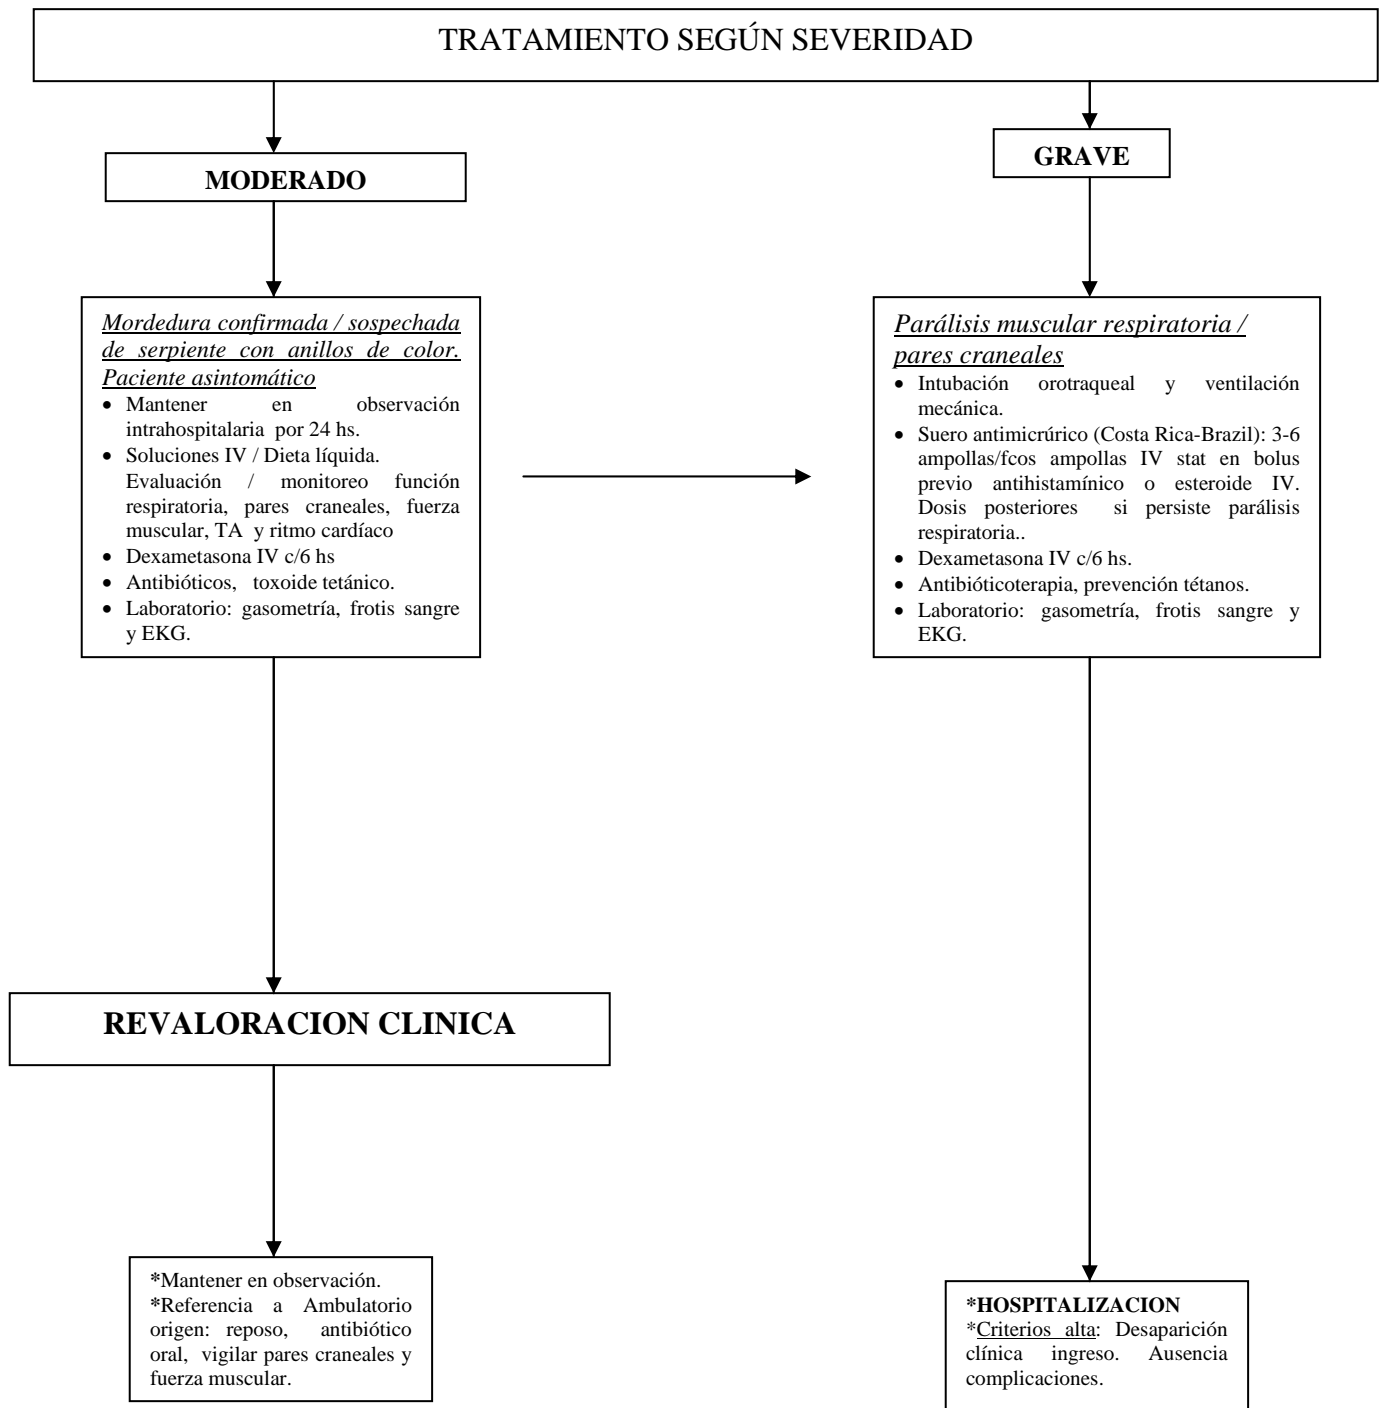 TRATAMIENTO SEGÚN SEVERIDAD
MODERADO
GRAVE
Mordedura confirmada / sospechada
de serpiente con anillos de color.
Paciente asintomático
• Mantener en observación
intrahospitalaria por 24 hs.
• Soluciones IV / Dieta líquida.
Evaluación / monitoreo función
respiratoria, pares craneales, fuerza
muscular, TA y ritmo cardíaco
• Dexametasona IV c/6 hs
• Antibióticos, toxoide tetánico.
• Laboratorio: gasometría, frotis sangre
y EKG.
Parálisis muscular respiratoria /
pares craneales
• Intubación orotraqueal y ventilación
mecánica.
• Suero antimicrúrico (Costa Rica-Brazil): 3-6
ampollas/fcos ampollas IV stat en bolus
previo antihistamínico o esteroide IV.
Dosis posteriores si persiste parálisis
respiratoria..
• Dexametasona IV c/6 hs.
• Antibióticoterapia, prevención tétanos.
• Laboratorio: gasometría, frotis sangre y
EKG.
REVALORACION CLINICA
*Mantener en observación.
*Referencia a Ambulatorio
origen: reposo, antibiótico
oral, vigilar pares craneales y
fuerza muscular.
*HOSPITALIZACION
*Criterios alta: Desaparición
clínica ingreso. Ausencia
complicaciones.